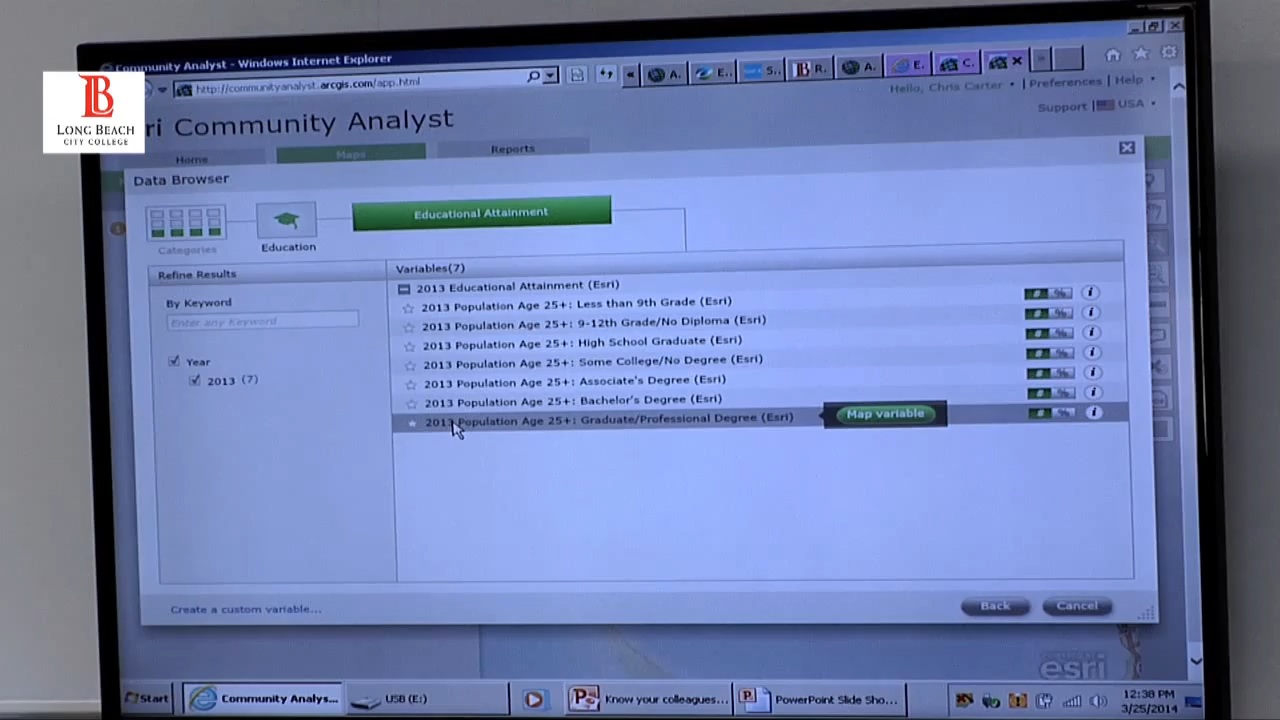 Community Analyst - Windows Internet Explorer
http://communityanalyst.arcgis.com/app.html
A..
E..
S..
R.
A.
E.
C.
Hello, Chris Carter
Preferences
Help
LB
LONG BEACH
CITY COLLEGE
ri Community Analyst
Support
USA
Home
Maps
Reports
Data Browser
Educational Attainment
Categories
Education
Refine Results
Variables(7)
2013 Educational Attainment (Esri)
By Keyword
Enter any Keyword
2013 Population Age 25+: Less than 9th Grade (Esri)
2013 Population Age 25+: 9-12th Grade/No Diploma (Esri)
2013 Population Age 25+: High School Graduate (Esri)
Year
2013 (7)
2013 Population Age 25+: Some College/No Degree (Esri)
2013 Population Age 25+: Associate's Degree (Esri)
2013 Population Age 25+: Bachelor's Degree (Esri)
2013 Population Age 25+: Graduate/Professional Degree (Esri)
Map variable
Create a custom variable...
Back
Cancel
esri
Start
Community Analys...
USB (E:)
Know your colleagues...
PowerPoint Slide Sho...
12:38 PM
3/25/2014